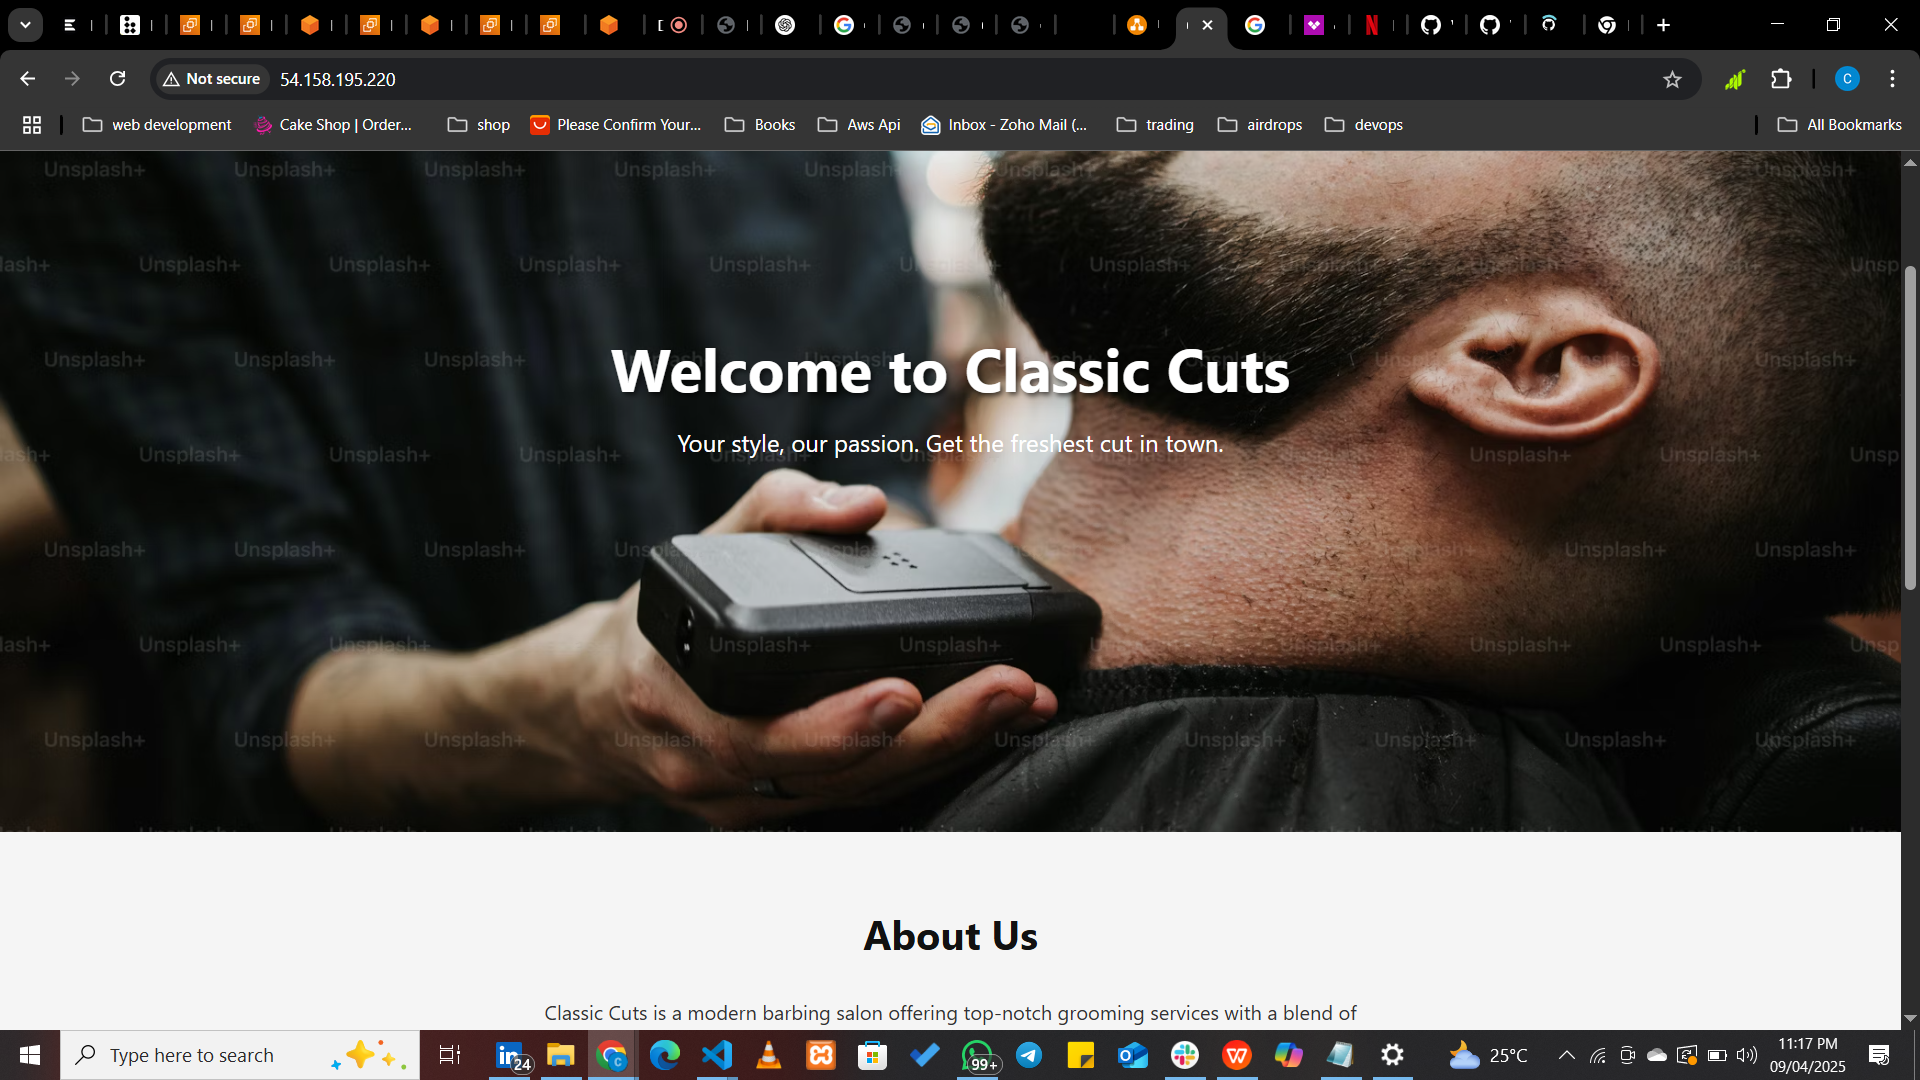 Not secure
54.158.195.220
web development
Cake Shop | Order...
shop
Please Confirm Your...
Books
Aws Api
Inbox - Zoho Mail (...
trading
airdrops
devops
All Bookmarks
Welcome to Classic Cuts
Your style, our passion. Get the freshest cut in town.
About Us
Classic Cuts is a modern barbing salon offering top-notch grooming services with a blend of
Type here to search
24
99+
25°C
11:17 PM
09/04/2025
Unsplash+